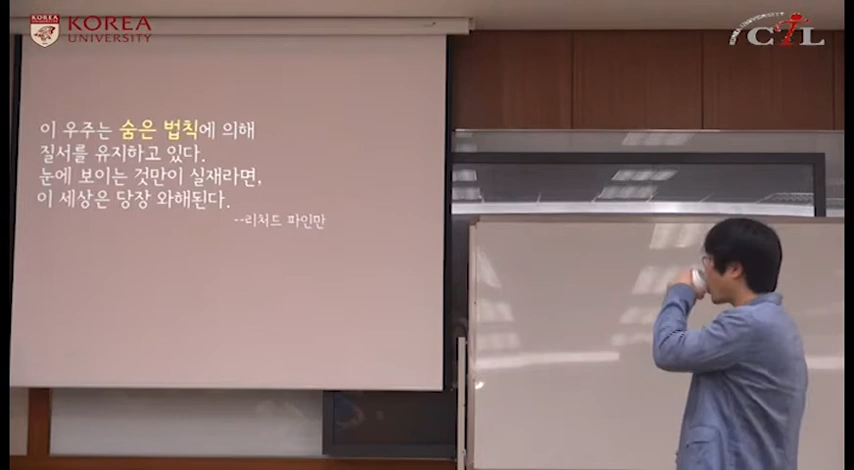 KOREA
UNIVERSITY
CTL
이 우주는 숨은 법칙에 의해
질서를 유지하고 있다.
눈에 보이는 것만이 실재라면,
이 세상은 당장 와해된다.
--리처드 파인만